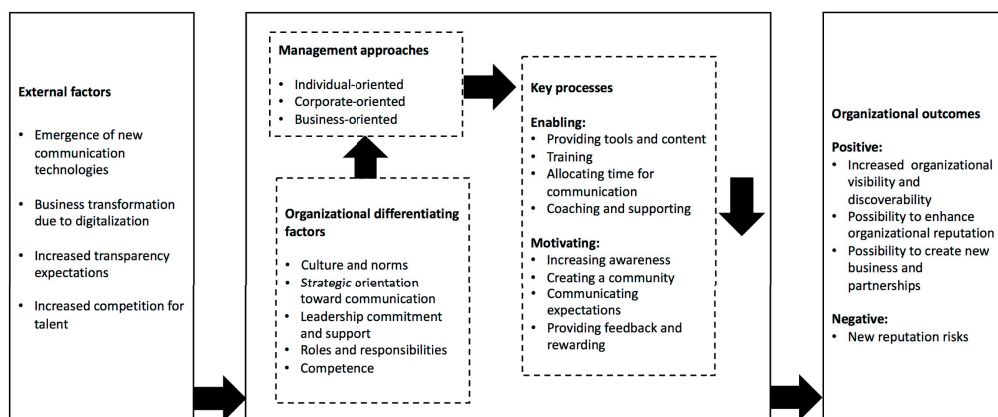 External factors
• Emergence of new
communication
technologies
• Business transformation
due to digitalization
• Increased transparency
expectations
• Increased competition for
talent
Management approaches
• Individual-oriented
• Corporate-oriented
• Business-oriented
Organizational differentiating
factors
• Culture and norms
• Strategic orientation
toward communication
• Leadership commitment
and support
• Roles and responsibilities
• Competence
Key processes
Enabling:
• Providing tools and content
• Training
• Allocating time for
communication
• Coaching and supporting
Motivating:
• Increasing awareness
• Creating a community
• Communicating
expectations
• Providing feedback and
rewarding
Organizational outcomes
Positive:
• Increased organizational
visibility and
discoverability
• Possibility to enhance
organizational reputation
• Possibility to create new
business and
partnerships
Negative:
• New reputation risks